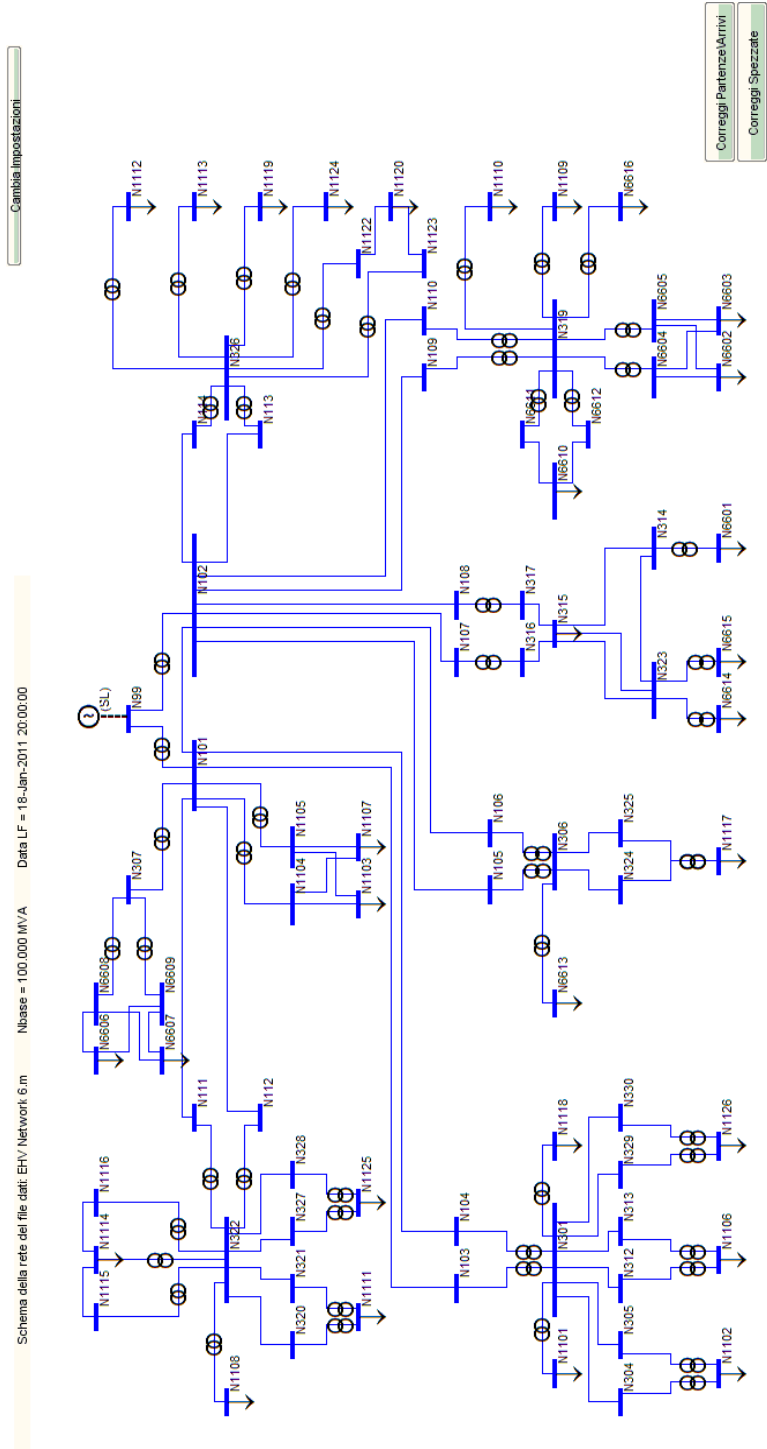 Cambia Impostazioni
Correggi Partenze\Arrivi
Correggi Spezzate
Schema della rete del file dati: EHV Network 6.m Nbase = 100.000 MVA Data LF = 18-Jan-2011 20:00:00
(SL)
N99
N1112
N1113
N1119
N1124
N1122
N1120
N1123
N326
N114
N113
N110
N109
N1110
N1109
N6616
N319
N6611
N6612
N6610
N6605
N6604
N6603
N6602
N102
N101
N108
N107
N317
N316
N315
N314
N323
N6601
N6615
N6614
N307
N6608
N6609
N6606
N6607
N1105
N1104
N1107
N1103
N106
N105
N306
N325
N324
N1117
N6613
N111
N112
N1116
N1114
N1115
N322
N328
N327
N321
N320
N1125
N1111
N1108
N104
N103
N1118
N301
N330
N329
N313
N312
N305
N304
N1101
N1126
N1106
N1102